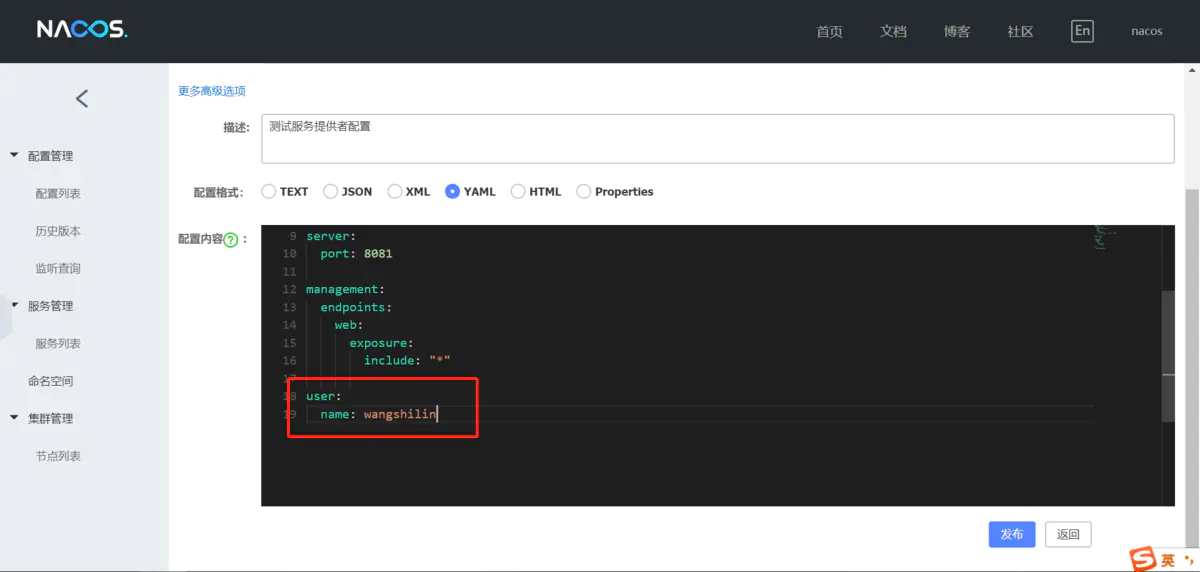 NACOS.
首页 文档 博客 社区 En nacos
配置管理
配置列表
历史版本
监听查询
服务管理
服务列表
命名空间
集群管理
节点列表
更多高级选项
描述: 测试服务提供者配置
配置格式: TEXT JSON XML YAML HTML Properties
配置内容? :
9 server:
10 port: 8081
11
12 management:
13 endpoints:
14 web:
15 exposure:
16 include: "*"
17
18 user:
19 name: wangshilin
发布 返回
S 英